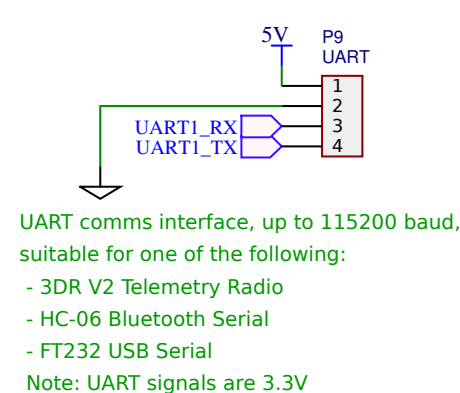 5V
P9
UART
1
2
UART1_RX 3
UART1_TX 4
UART comms interface, up to 115200 baud,
suitable for one of the following:
- 3DR V2 Telemetry Radio
- HC-06 Bluetooth Serial
- FT232 USB Serial
Note: UART signals are 3.3V